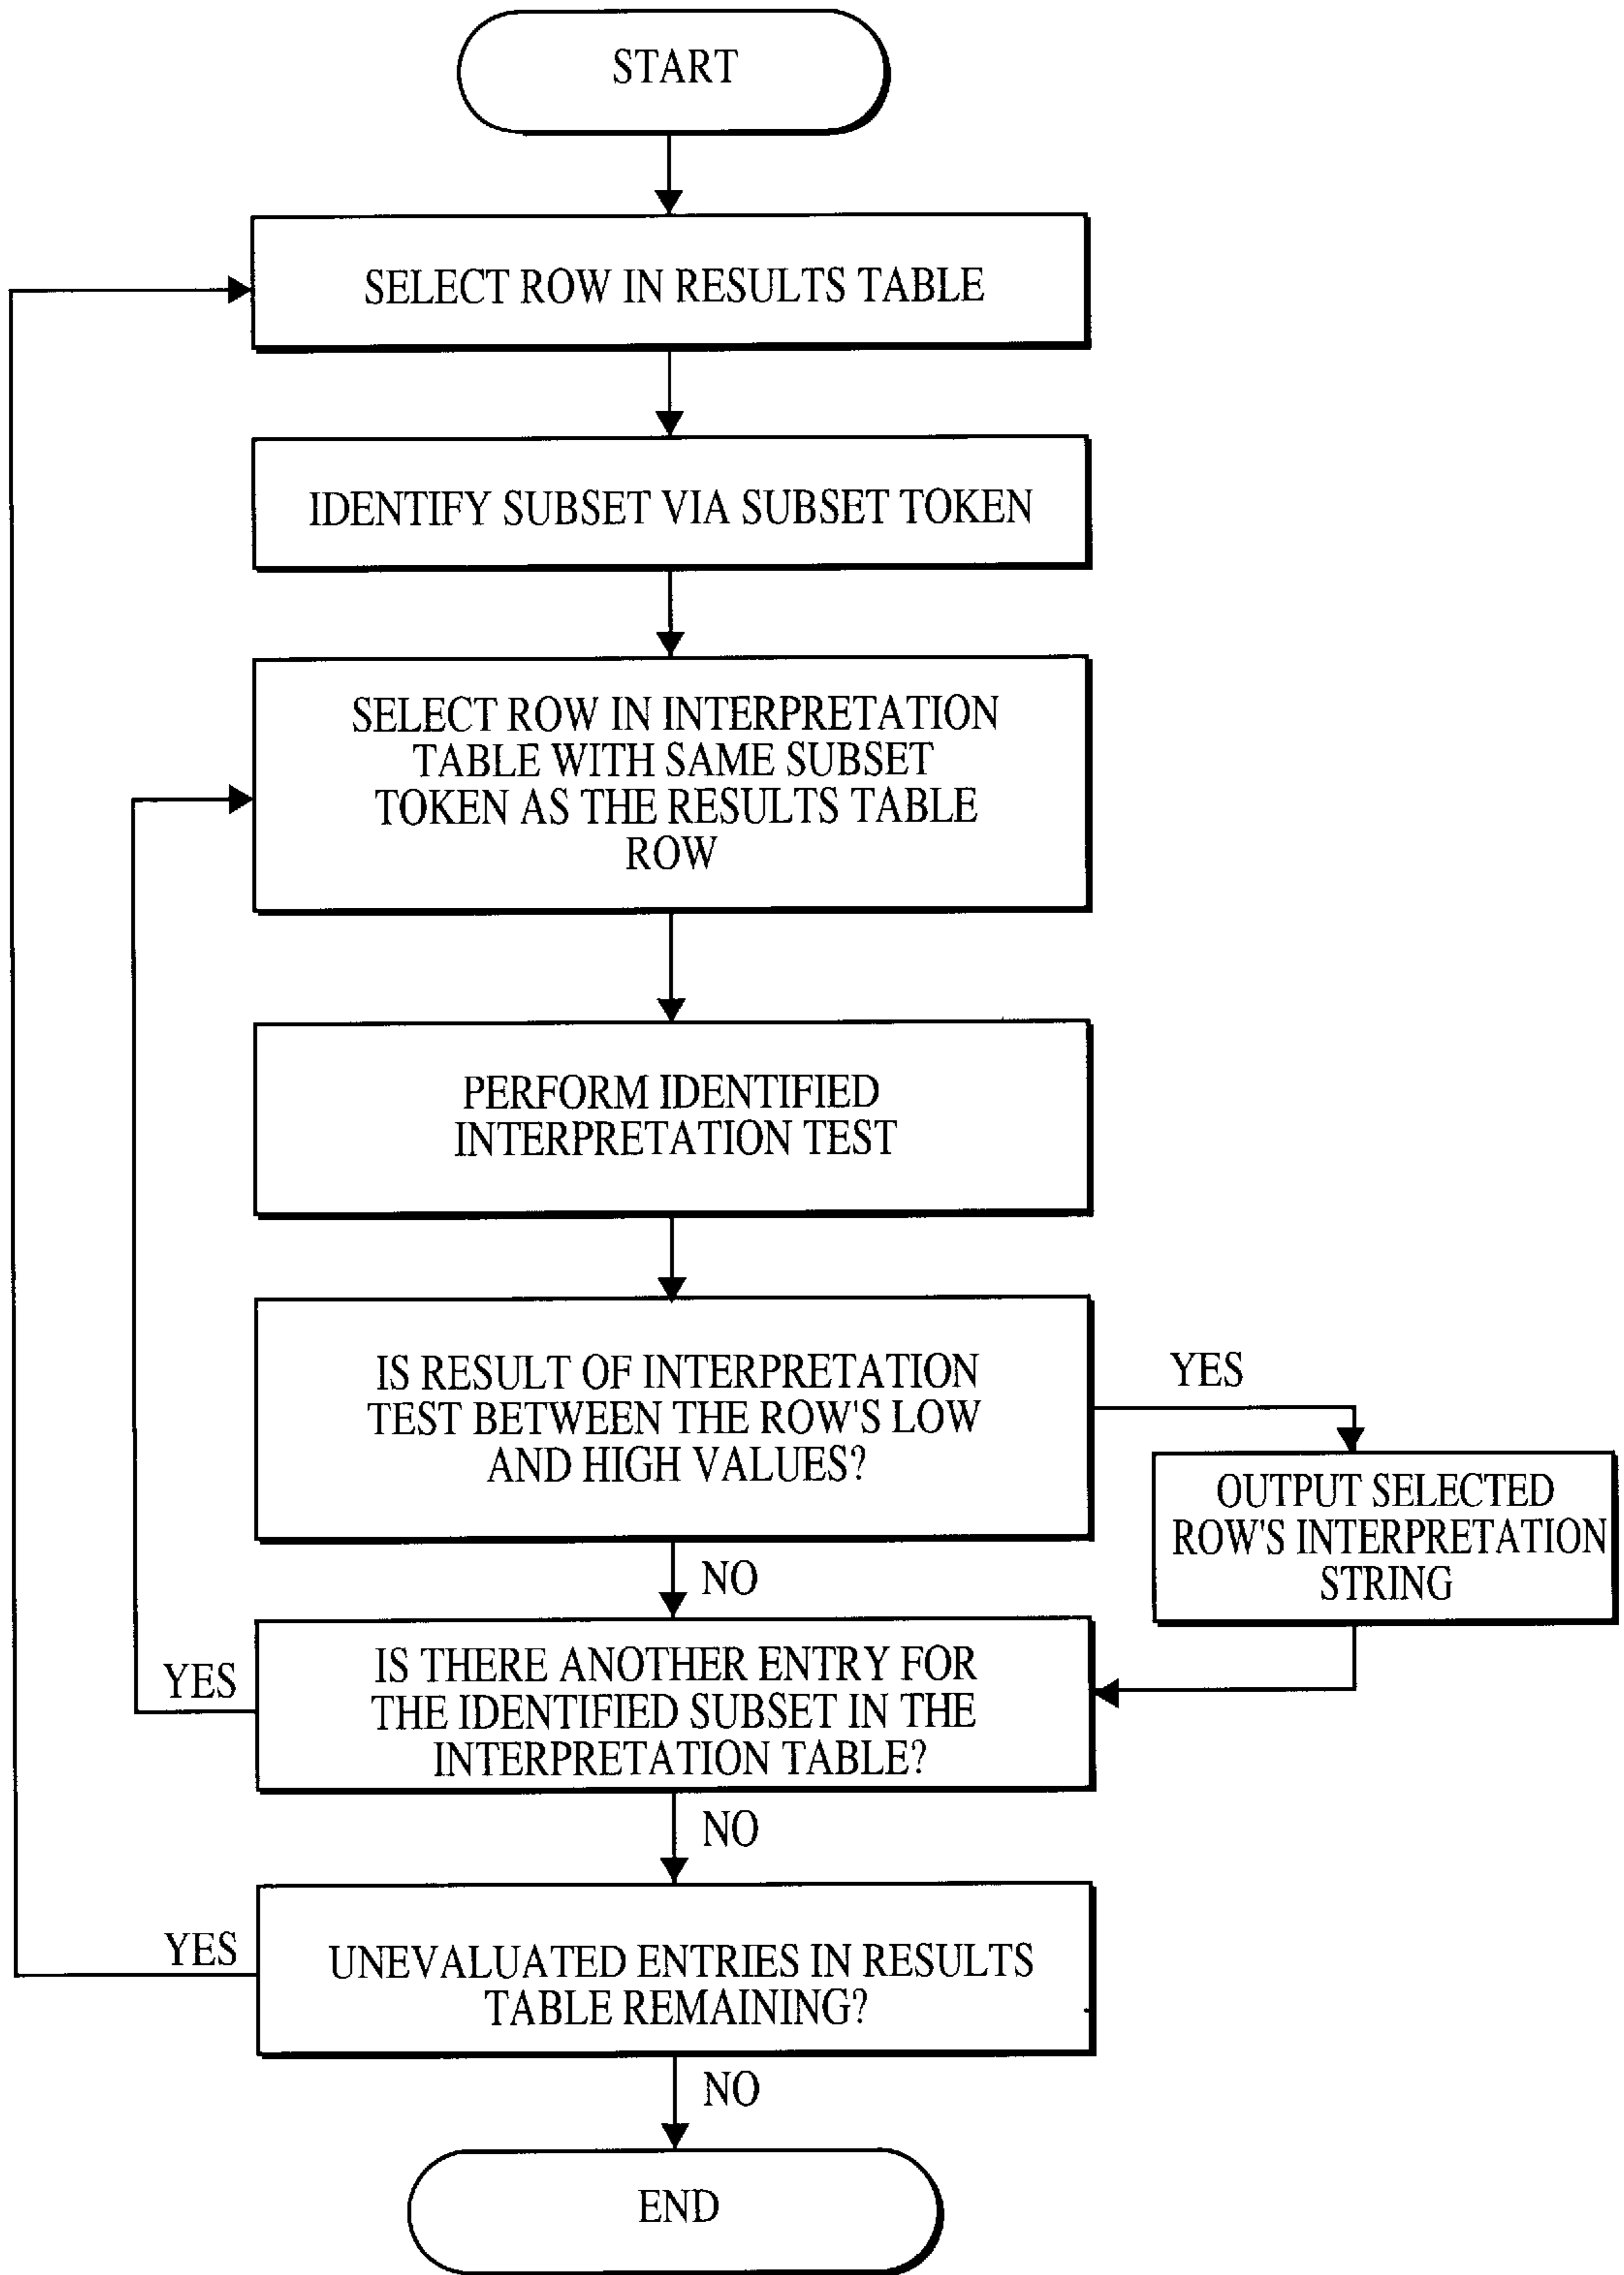 START
SELECT ROW IN RESULTS TABLE
IDENTIFY SUBSET VIA SUBSET TOKEN
SELECT ROW IN INTERPRETATION
TABLE WITH SAME SUBSET
TOKEN AS THE RESULTS TABLE
ROW
PERFORM IDENTIFIED
INTERPRETATION TEST
IS RESULT OF INTERPRETATION
TEST BETWEEN THE ROW'S LOW
AND HIGH VALUES?
YES
OUTPUT SELECTED
ROW'S INTERPRETATION
STRING
NO
IS THERE ANOTHER ENTRY FOR
THE IDENTIFIED SUBSET IN THE
INTERPRETATION TABLE?
YES
NO
UNEVALUATED ENTRIES IN RESULTS
TABLE REMAINING?
YES
NO
END